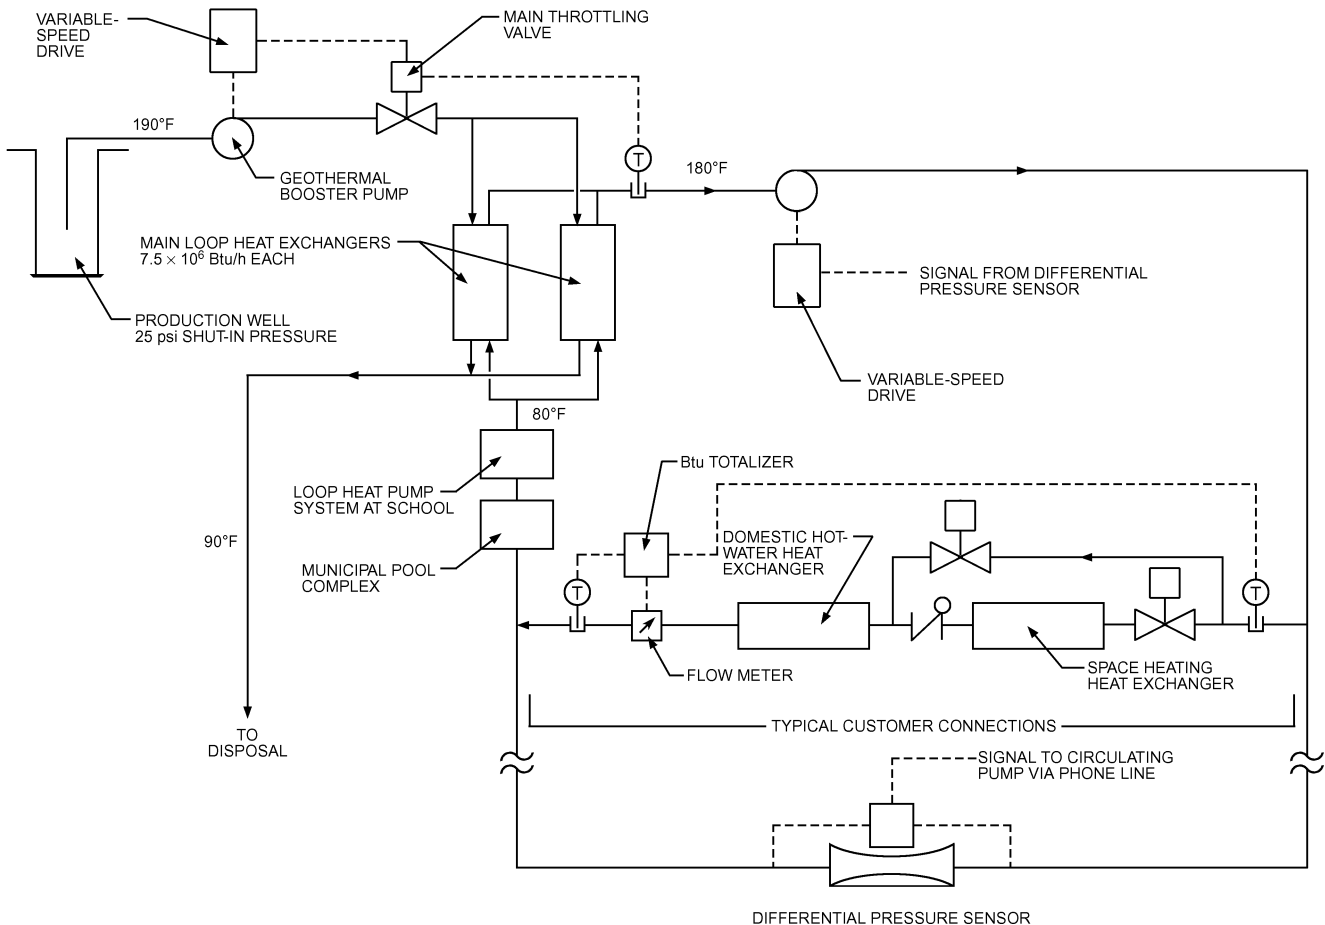 VARIABLE-
SPEED
DRIVE
MAIN THROTTLING
VALVE
190°F
GEOTHERMAL
BOOSTER PUMP
T
180°F
MAIN LOOP HEAT EXCHANGERS
7.5 × 10⁶ Btu/h EACH
SIGNAL FROM DIFFERENTIAL
PRESSURE SENSOR
PRODUCTION WELL
25 psi SHUT-IN PRESSURE
VARIABLE-SPEED
DRIVE
80°F
LOOP HEAT PUMP
SYSTEM AT SCHOOL
Btu TOTALIZER
90°F
MUNICIPAL POOL
COMPLEX
DOMESTIC HOT-
WATER HEAT
EXCHANGER
T
T
FLOW METER
SPACE HEATING
HEAT EXCHANGER
TYPICAL CUSTOMER CONNECTIONS
TO
DISPOSAL
SIGNAL TO CIRCULATING
PUMP VIA PHONE LINE
DIFFERENTIAL PRESSURE SENSOR